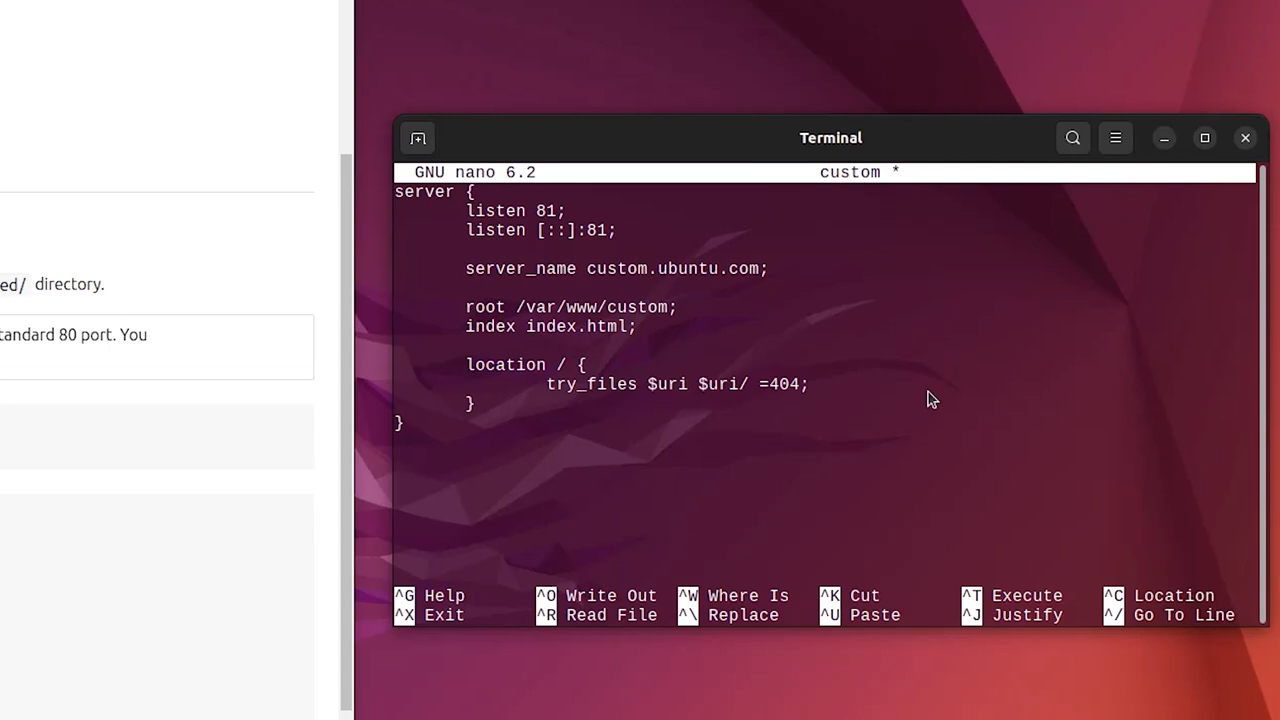 ed/ directory.
tandard 80 port. You
Terminal
GNU nano 6.2 custom *
server {
listen 81;
listen [::]:81;
server_name custom.ubuntu.com;
root /var/www/custom;
index index.html;
location / {
try_files $uri $uri/ =404;
}
}
^G Help ^O Write Out ^W Where Is ^K Cut ^T Execute ^C Location
^X Exit ^R Read File ^\ Replace ^U Paste ^J Justify ^/ Go To Line